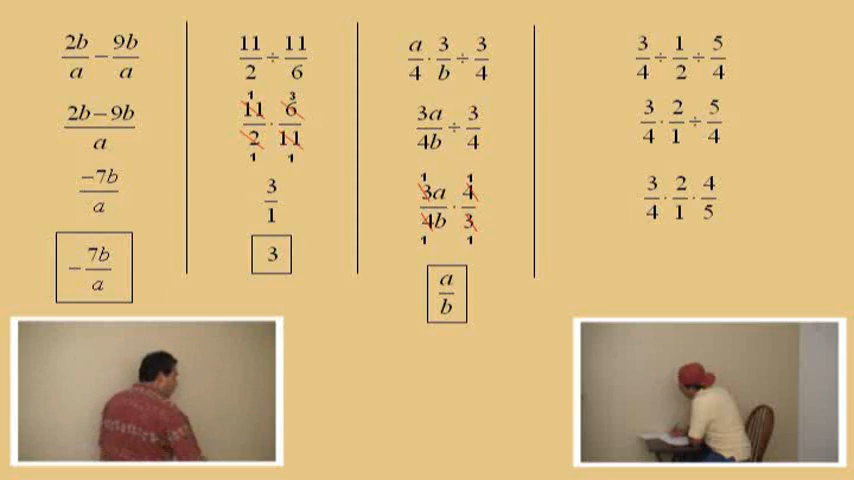 2b/a − 9b/a
(2b − 9b)/a
−7b/a
− 7b/a
11/2 ÷ 11/6
1 3
11/2 · 6/11
1 1
3/1
3
a/4 · 3/b ÷ 3/4
3a/4b ÷ 3/4
1 1
3a/4b · 4/3
1 1
a/b
3/4 ÷ 1/2 ÷ 5/4
3/4 · 2/1 ÷ 5/4
3/4 · 2/1 · 4/5